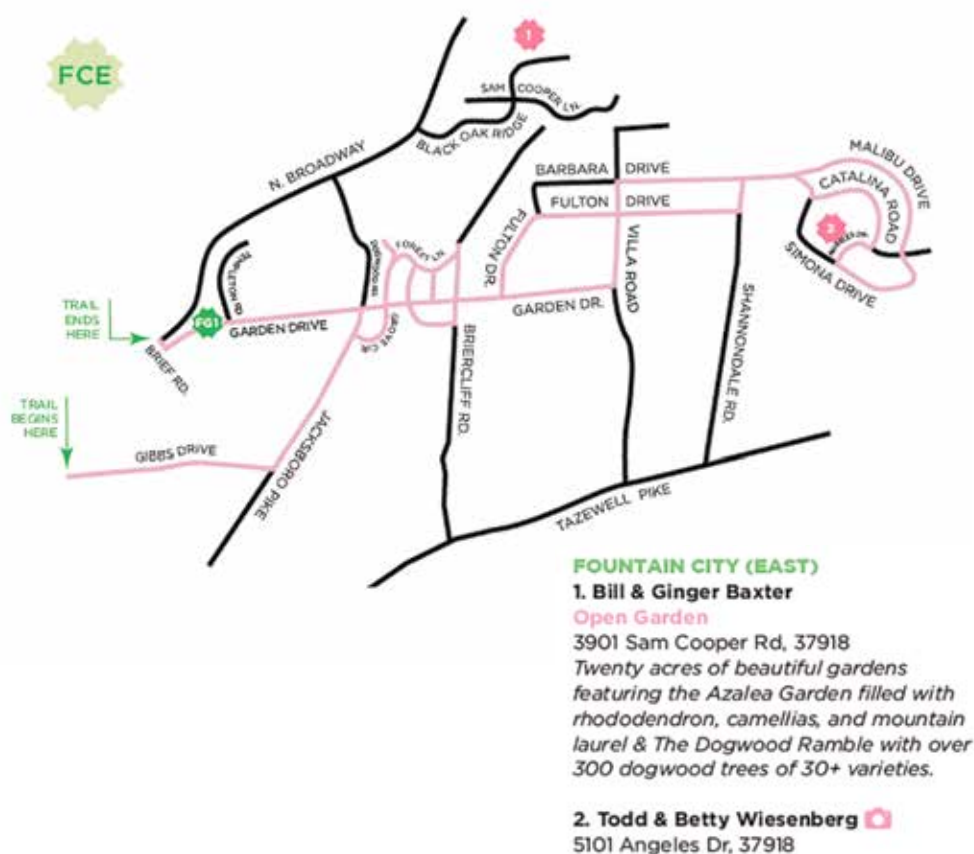 FCE
1
SAM COOPER LN.
BLACK OAK RIDGE
N. BROADWAY
BARBARA DRIVE
MALIBU DRIVE
CATALINA ROAD
FULTON DRIVE
2
SIMONA DRIVE
FULTON DR.
VILLA ROAD
FOREST LN
TEMPLETON RD
TRAIL
ENDS
HERE
FG1
GARDEN DRIVE
GARDEN DR.
GROVE CIR
BRIERCLIFF RD.
SHANNONDALE RD.
BRIEF RD.
TRAIL
BEGINS
HERE
GIBBS DRIVE
JACKSBORO PIKE
TAZEWELL PIKE
FOUNTAIN CITY (EAST)
1. Bill & Ginger Baxter
Open Garden
3901 Sam Cooper Rd, 37918
Twenty acres of beautiful gardens
featuring the Azalea Garden filled with
rhododendron, camellias, and mountain
laurel & The Dogwood Ramble with over
300 dogwood trees of 30+ varieties.
2. Todd & Betty Wiesenberg
5101 Angeles Dr, 37918